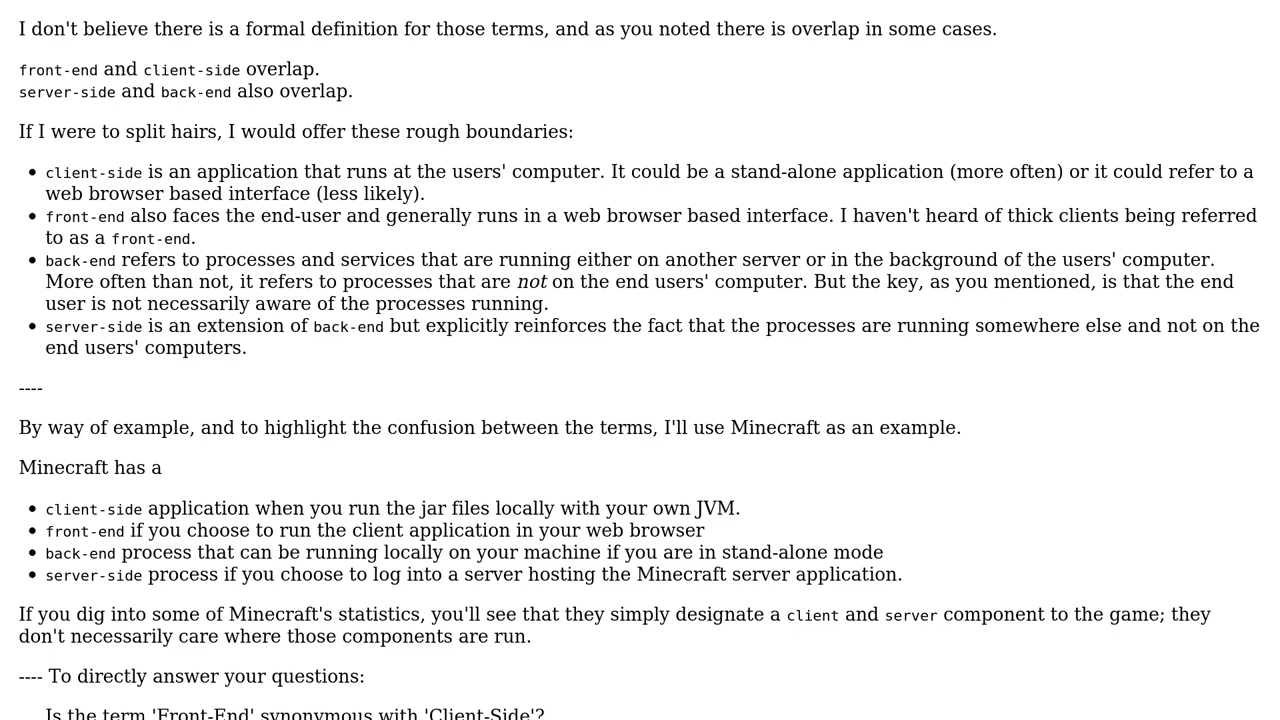 I don't believe there is a formal definition for those terms, and as you noted there is overlap in some cases.
front-end and client-side overlap.
server-side and back-end also overlap.
If I were to split hairs, I would offer these rough boundaries:
• client-side is an application that runs at the users' computer. It could be a stand-alone application (more often) or it could refer to a
web browser based interface (less likely).
• front-end also faces the end-user and generally runs in a web browser based interface. I haven't heard of thick clients being referred
to as a front-end.
• back-end refers to processes and services that are running either on another server or in the background of the users' computer.
More often than not, it refers to processes that are not on the end users' computer. But the key, as you mentioned, is that the end
user is not necessarily aware of the processes running.
• server-side is an extension of back-end but explicitly reinforces the fact that the processes are running somewhere else and not on the
end users' computers.
----
By way of example, and to highlight the confusion between the terms, I'll use Minecraft as an example.
Minecraft has a
• client-side application when you run the jar files locally with your own JVM.
• front-end if you choose to run the client application in your web browser
• back-end process that can be running locally on your machine if you are in stand-alone mode
• server-side process if you choose to log into a server hosting the Minecraft server application.
If you dig into some of Minecraft's statistics, you'll see that they simply designate a client and server component to the game; they
don't necessarily care where those components are run.
---- To directly answer your questions:
Is the term 'Front-End' synonymous with 'Client-Side'?